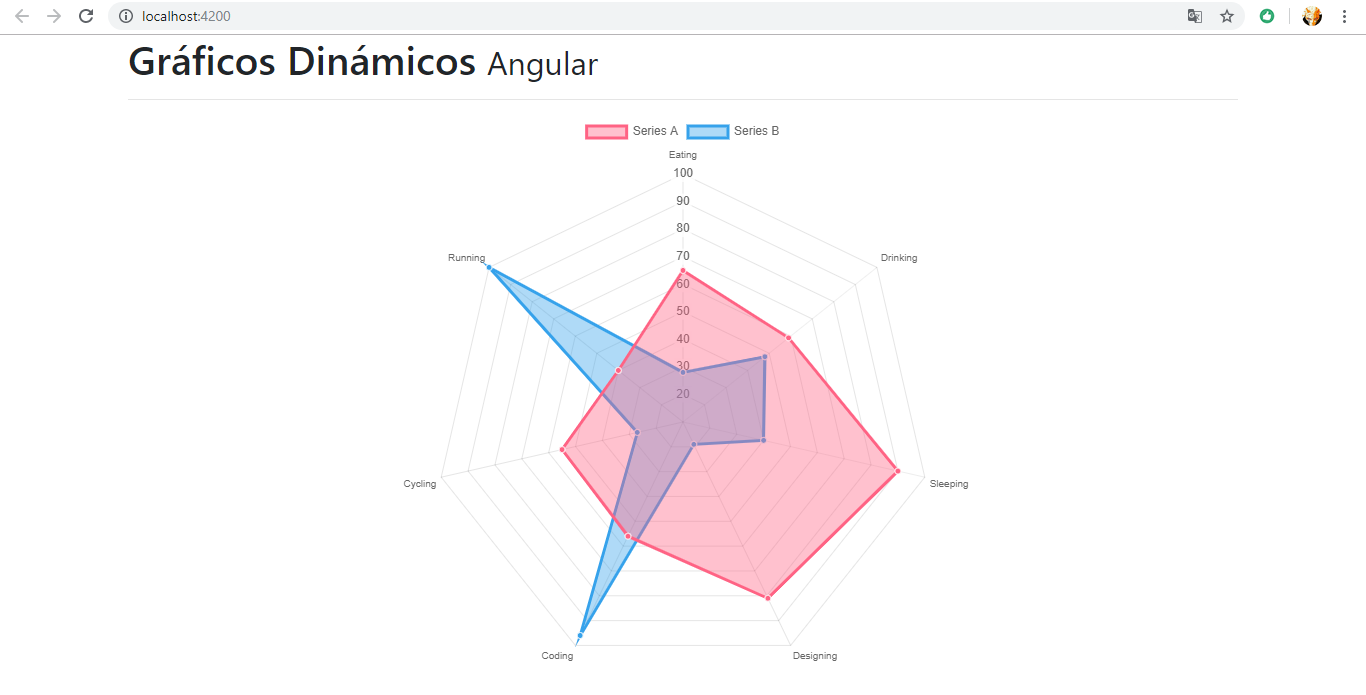 localhost:4200
Gráficos Dinámicos Angular
Series A Series B
Eating
100
90
80
70
60
50
40
30
20
Running
Drinking
Cycling
Sleeping
Coding
Designing